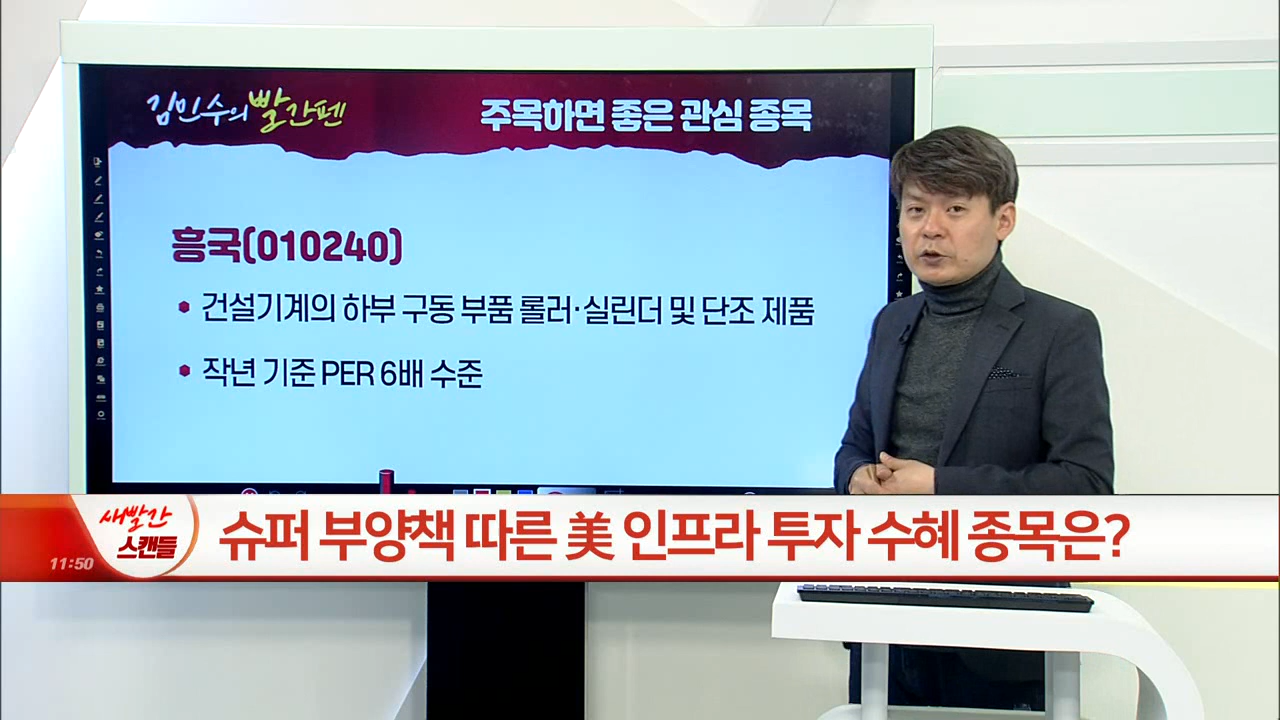 김민수의 빨간펜
주목하면 좋은 관심 종목
흥국(010240)
• 건설기계의 하부 구동 부품 롤러·실린더 및 단조 제품
• 작년 기준 PER 6배 수준
새빨간
스캔들
11:50
슈퍼 부양책 따른 美 인프라 투자 수혜 종목은?